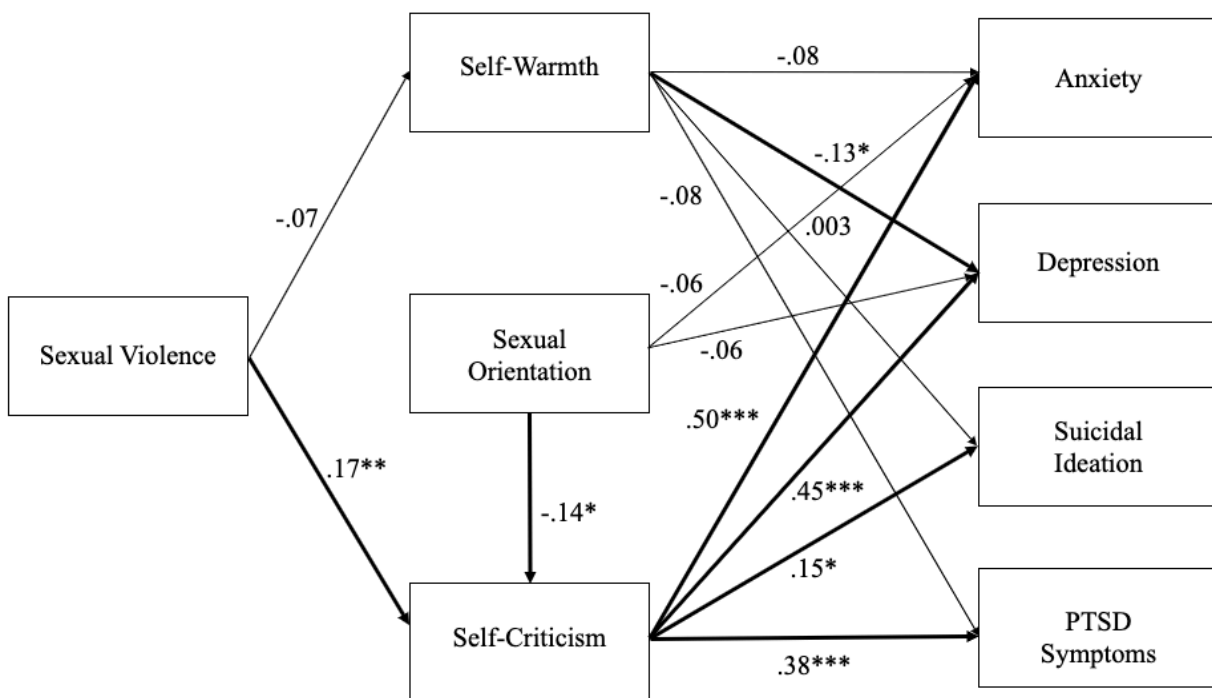 Self-Warmth
-.08
Anxiety
-.13*
-.08
-.07
.003
Depression
-.06
Sexual Violence
Sexual
Orientation
-.06
.50***
Suicidal
Ideation
.17**
.45***
-.14*
.15*
Self-Criticism
PTSD
Symptoms
.38***